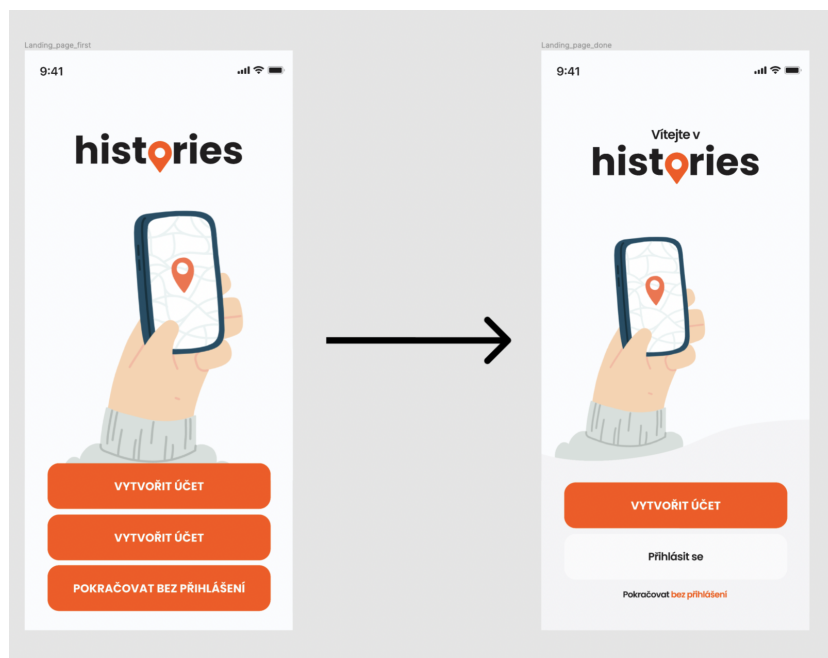 Landing_page_first
9:41
histories
VYTVOŘIT ÚČET
VYTVOŘIT ÚČET
POKRAČOVAT BEZ PŘIHLÁŠENÍ
Landing_page_done
9:41
Vítejte v
histories
VYTVOŘIT ÚČET
Přihlásit se
Pokračovat bez přihlášení